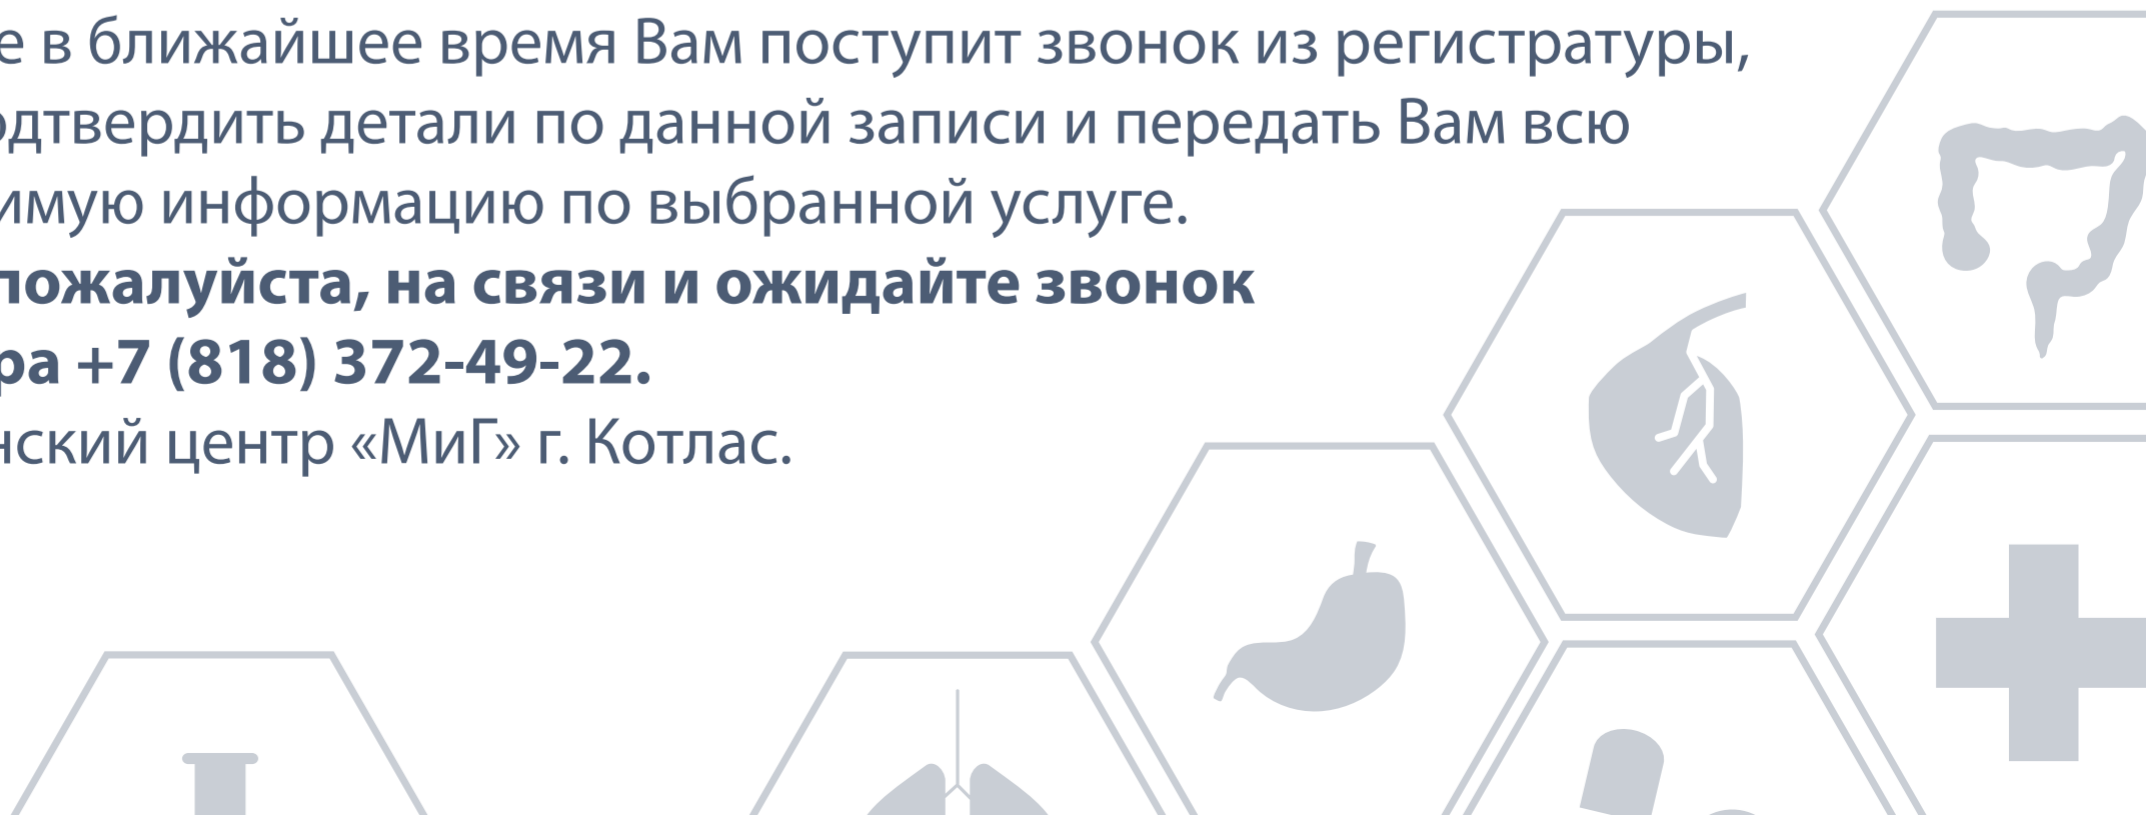 е в ближайшее время Вам поступит звонок из регистратуры,
одтвердить детали по данной записи и передать Вам всю
имую информацию по выбранной услуге.
пожалуйста, на связи и ожидайте звонок
ра +7 (818) 372-49-22.
нский центр «МиГ» г. Котлас.